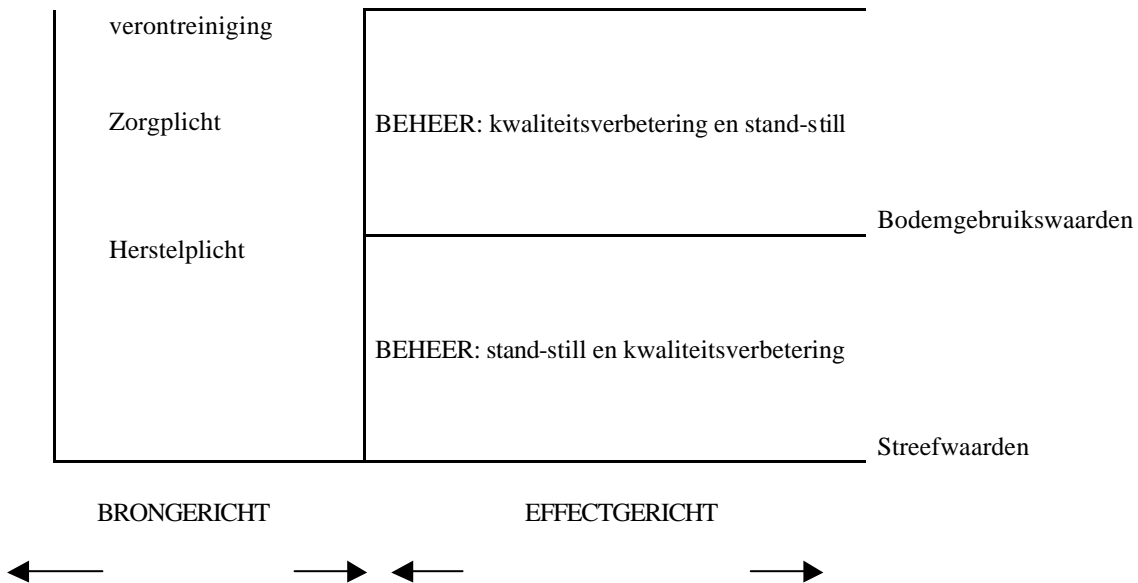 verontreiniging
Zorgplicht
BEHEER: kwaliteitsverbetering en stand-still
Bodemgebruikswaarden
Herstelplicht
BEHEER: stand-still en kwaliteitsverbetering
Streefwaarden
BRONGERICHT
EFFECTGERICHT